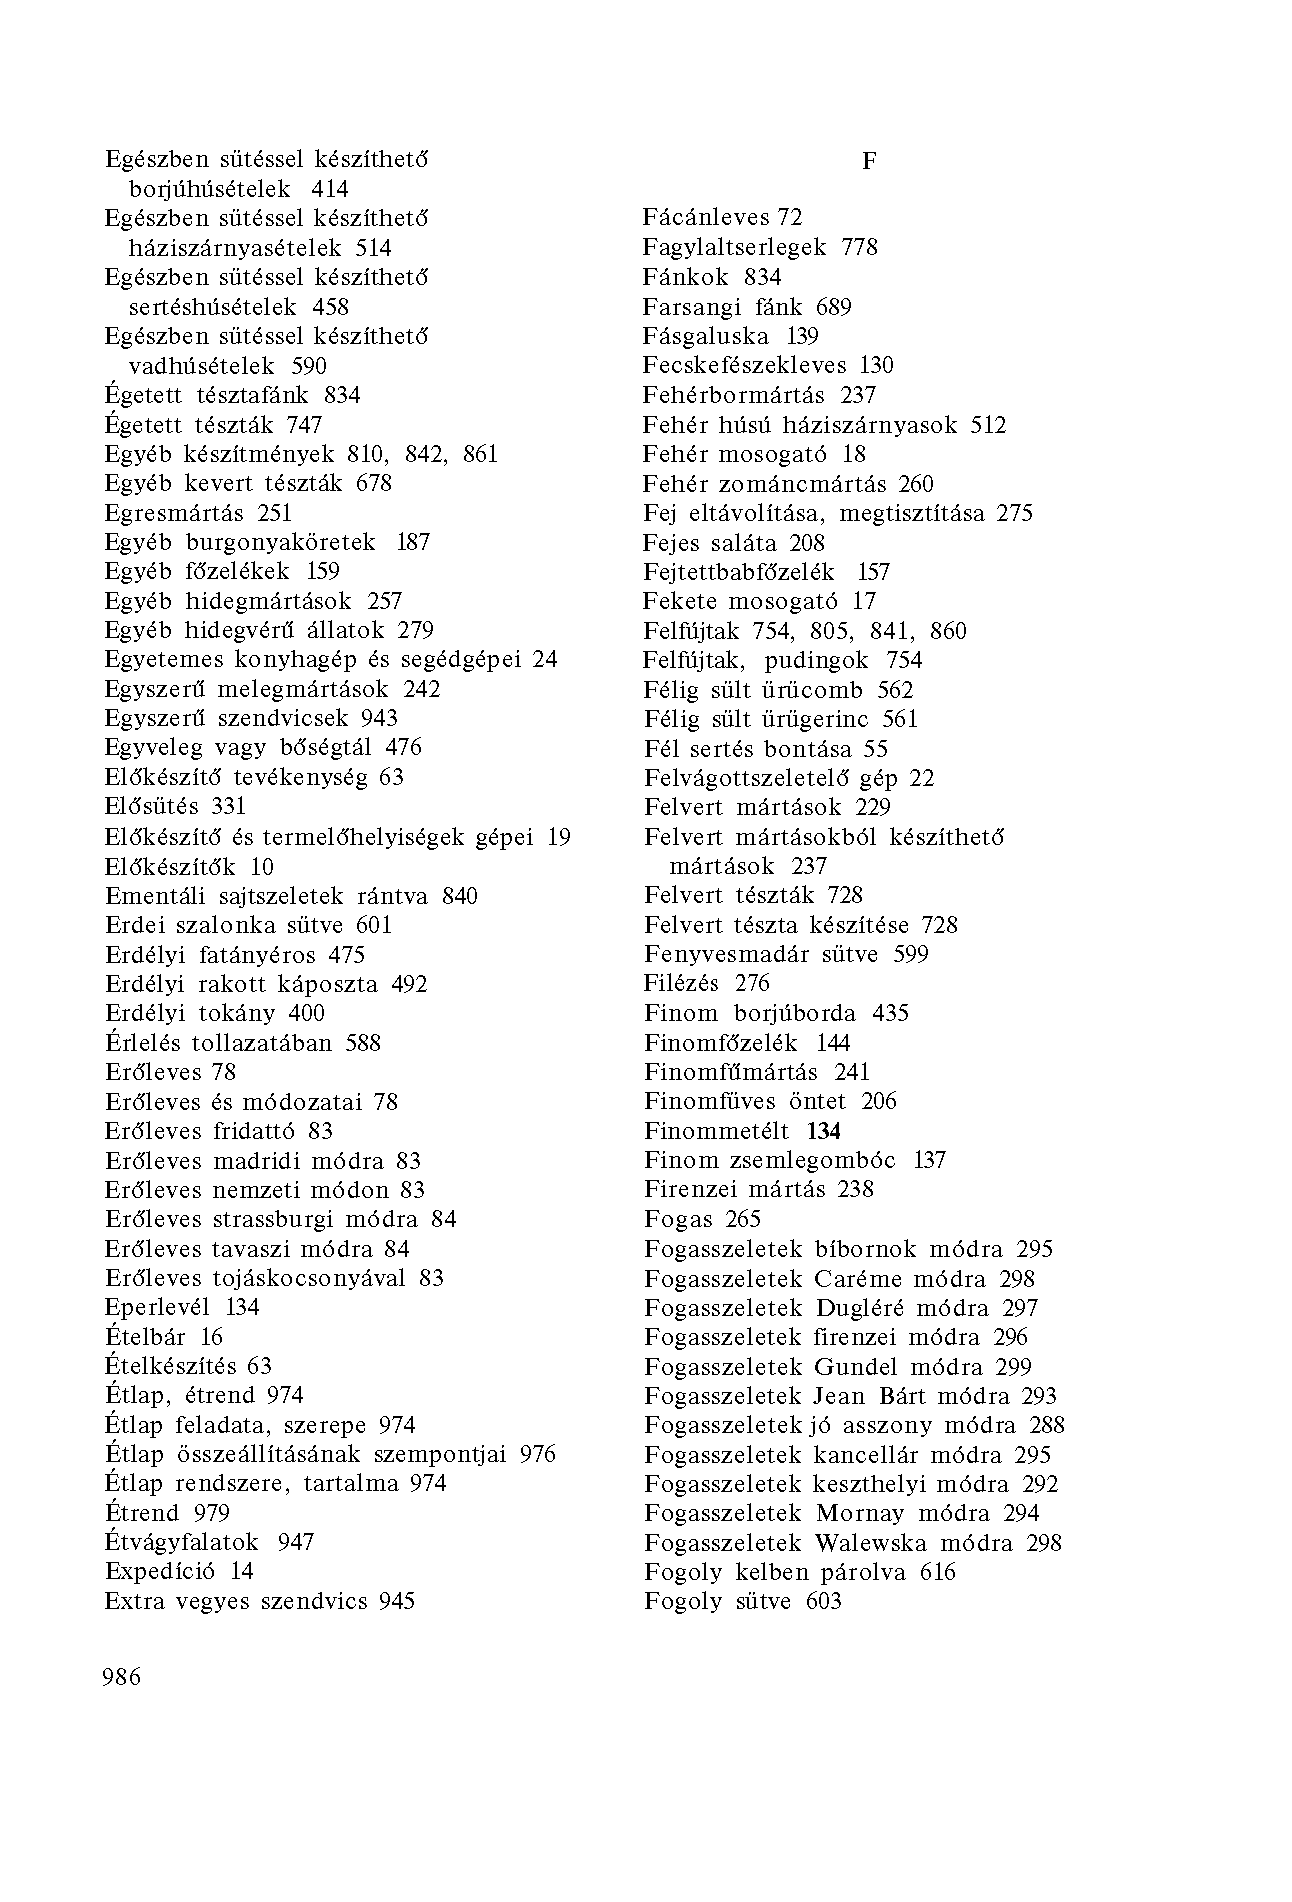 Egészben sütéssel készíthető
borjúhúsételek 414
Egészben sütéssel készíthető
háziszárnyasételek 514
Egészben sütéssel készíthető
sertéshúsételek 458
Egészben sütéssel készíthető
vadhúsételek 590
Égetett tésztafánk 834
Égetett tészták 747
Egyéb készítmények 810, 842, 861
Egyéb kevert tészták 678
Egresmártás 251
Egyéb burgonyaköretek 187
Egyéb főzelékek 159
Egyéb hidegmártások 257
Egyéb hidegvérű állatok 279
Egyetemes konyhagép és segédgépei 24
Egyszerű melegmártások 242
Egyszerű szendvicsek 943
Egyveleg vagy bőségtál 476
Előkészítő tevékenység 63
Elősütés 331
Előkészítő és termelőhelyiségek gépei 19
Előkészítők 10
Ementáli sajtszeletek rántva 840
Erdei szalonka sütve 601
Erdélyi fatányéros 475
Erdélyi rakott káposzta 492
Erdélyi tokány 400
Érlelés tollazatában 588
Erőleves 78
Erőleves és módozatai 78
Erőleves fridattó 83
Erőleves madridi módra 83
Erőleves nemzeti módon 83
Erőleves strassburgi módra 84
Erőleves tavaszi módra 84
Erőleves tojáskocsonyával 83
Eperlevél 134
Ételbár 16
Ételkészítés 63
Étlap, étrend 974
Étlap feladata, szerepe 974
Étlap összeállításának szempontjai 976
Étlap rendszere, tartalma 974
Étrend 979
Étvágyfalatok 947
Expedíció 14
Extra vegyes szendvics 945
F
Fácánleves 72
Fagylaltserlegek 778
Fánkok 834
Farsangi fánk 689
Fásgaluska 139
Fecskefészekleves 130
Fehérbormártás 237
Fehér húsú háziszárnyasok 512
Fehér mosogató 18
Fehér zománcmártás 260
Fej eltávolítása, megtisztítása 275
Fejes saláta 208
Fejtettbabfőzelék 157
Fekete mosogató 17
Felfújtak 754, 805, 841, 860
Felfújtak, pudingok 754
Félig sült ürücomb 562
Félig sült ürügerinc 561
Fél sertés bontása 55
Felvágottszeletelő gép 22
Felvert mártások 229
Felvert mártásokból készíthető
mártások 237
Felvert tészták 728
Felvert tészta készítése 728
Fenyvesmadár sütve 599
Filézés 276
Finom borjúborda 435
Finomfőzelék 144
Finomfűmártás 241
Finomfüves öntet 206
Finommetélt 134
Finom zsemlegombóc 137
Firenzei mártás 238
Fogas 265
Fogasszeletek bíbornok módra 295
Fogasszeletek Caréme módra 298
Fogasszeletek Dugléré módra 297
Fogasszeletek firenzei módra 296
Fogasszeletek Gundel módra 299
Fogasszeletek Jean Bárt módra 293
Fogasszeletek jó asszony módra 288
Fogasszeletek kancellár módra 295
Fogasszeletek keszthelyi módra 292
Fogasszeletek Mornay módra 294
Fogasszeletek Walewska módra 298
Fogoly kelben párolva 616
Fogoly sütve 603
986